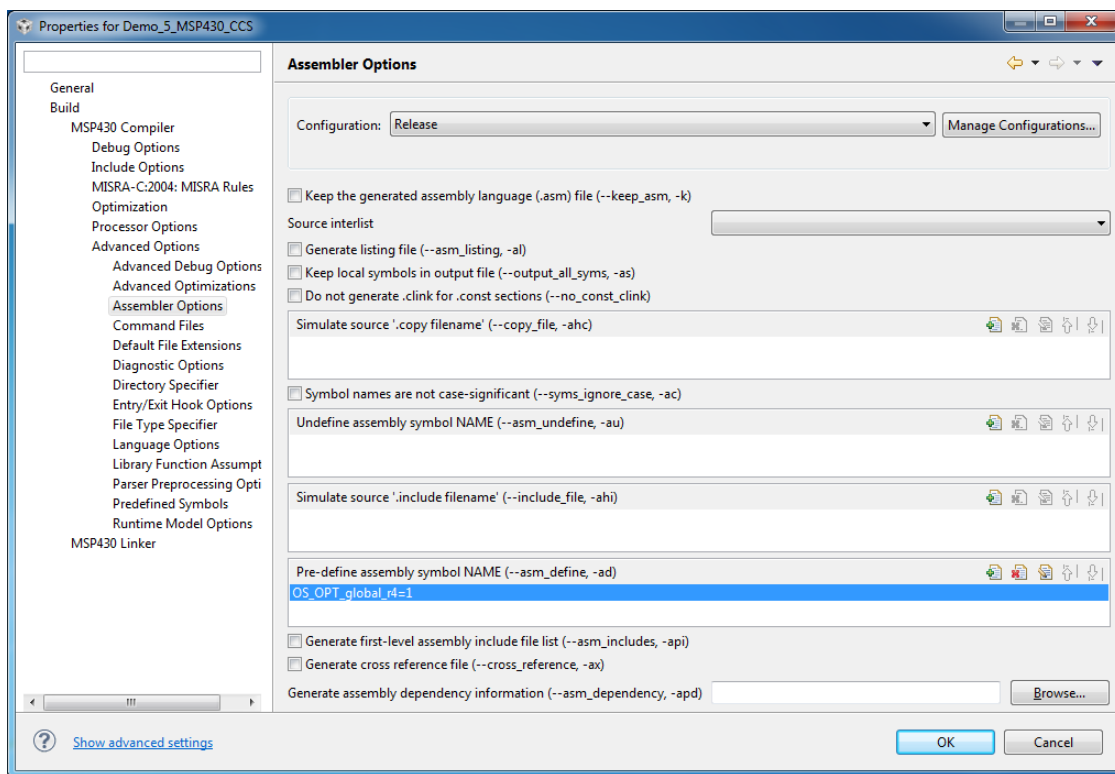 Properties for Demo_5_MSP430_CCS
General
Build
MSP430 Compiler
Debug Options
Include Options
MISRA-C:2004: MISRA Rules
Optimization
Processor Options
Advanced Options
Advanced Debug Options
Advanced Optimizations
Assembler Options
Command Files
Default File Extensions
Diagnostic Options
Directory Specifier
Entry/Exit Hook Options
File Type Specifier
Language Options
Library Function Assumpt
Parser Preprocessing Opti
Predefined Symbols
Runtime Model Options
MSP430 Linker
Assembler Options
Configuration: Release Manage Configurations...
Keep the generated assembly language (.asm) file (--keep_asm, -k)
Source interlist
Generate listing file (--asm_listing, -al)
Keep local symbols in output file (--output_all_syms, -as)
Do not generate .clink for .const sections (--no_const_clink)
Simulate source '.copy filename' (--copy_file, -ahc)
Symbol names are not case-significant (--syms_ignore_case, -ac)
Undefine assembly symbol NAME (--asm_undefine, -au)
Simulate source '.include filename' (--include_file, -ahi)
Pre-define assembly symbol NAME (--asm_define, -ad)
OS_OPT_global_r4=1
Generate first-level assembly include file list (--asm_includes, -api)
Generate cross reference file (--cross_reference, -ax)
Generate assembly dependency information (--asm_dependency, -apd) Browse...
Show advanced settings
OK Cancel